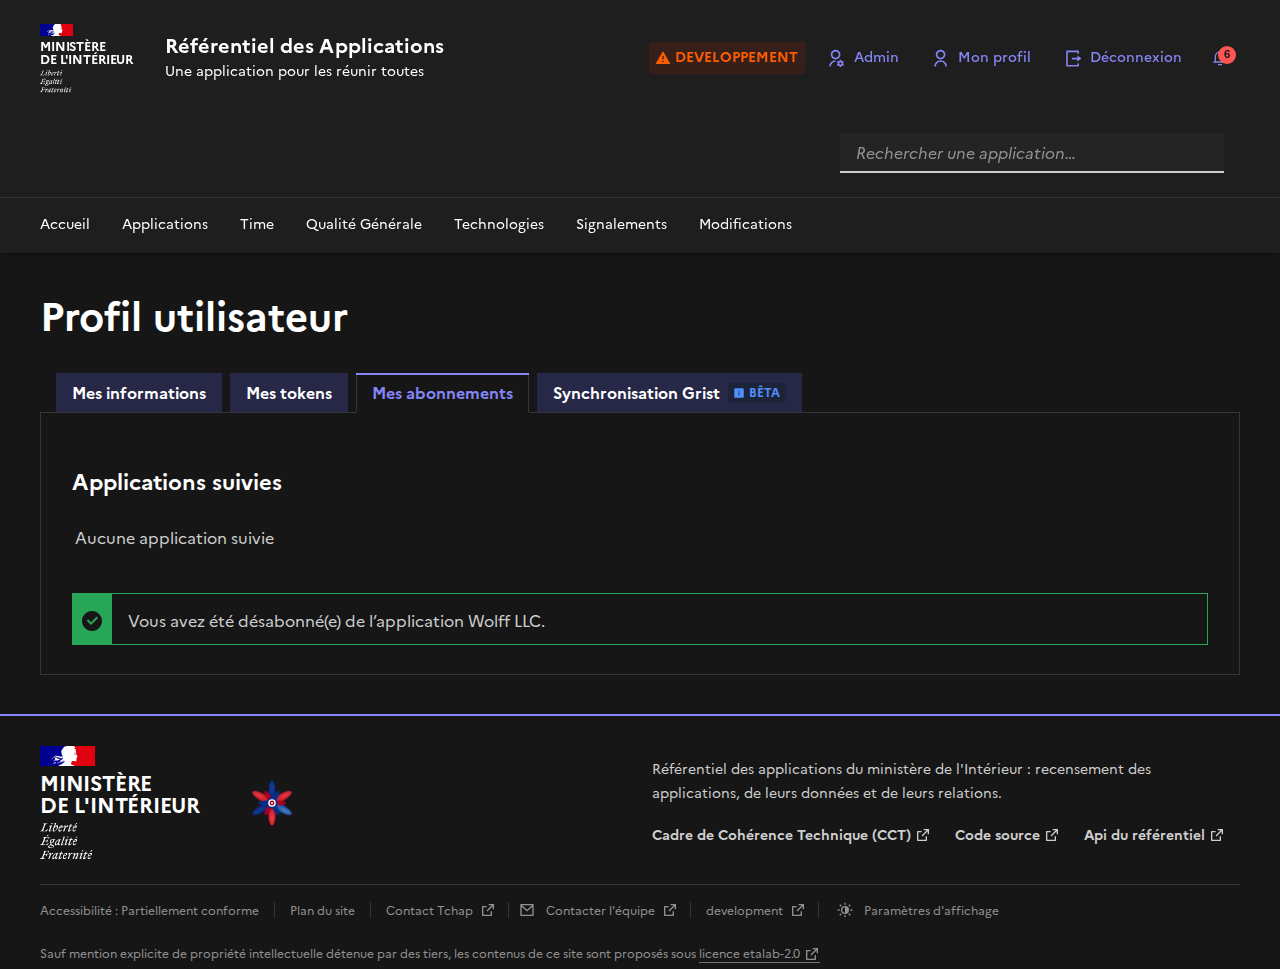 MINISTÈRE
DE L'INTÉRIEUR
Liberté
Égalité
Fraternité
Référentiel des Applications
Une application pour les réunir toutes
DEVELOPPEMENT
Admin
Mon profil
Déconnexion
6
Rechercher une application...
Accueil
Applications
Time
Qualité Générale
Technologies
Signalements
Modifications
Profil utilisateur
Mes informations
Mes tokens
Mes abonnements
Synchronisation Grist
BÊTA
Applications suivies
Aucune application suivie
Vous avez été désabonné(e) de l’application Wolff LLC.
MINISTÈRE
DE L'INTÉRIEUR
Liberté
Égalité
Fraternité
Référentiel des applications du ministère de l'Intérieur : recensement des
applications, de leurs données et de leurs relations.
Cadre de Cohérence Technique (CCT)
Code source
Api du référentiel
Accessibilité : Partiellement conforme
Plan du site
Contact Tchap
Contacter l'équipe
development
Paramètres d'affichage
Sauf mention explicite de propriété intellectuelle détenue par des tiers, les contenus de ce site sont proposés sous licence etalab-2.0